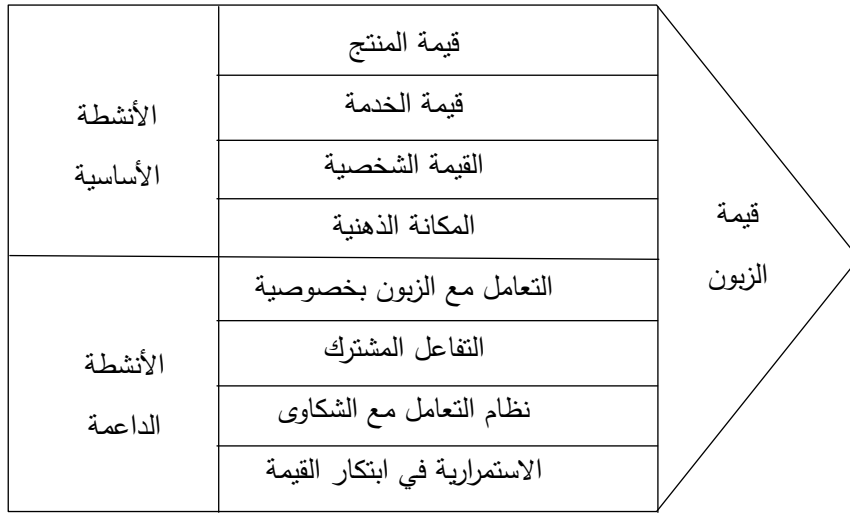 قيمة
الزبون
قيمة المنتج
قيمة الخدمة
القيمة الشخصية
المكانة الذهنية
الأنشطة
الأساسية
التعامل مع الزبون بخصوصية
التفاعل المشترك
نظام التعامل مع الشكاوى
الاستمرارية في ابتكار القيمة
الأنشطة
الداعمة